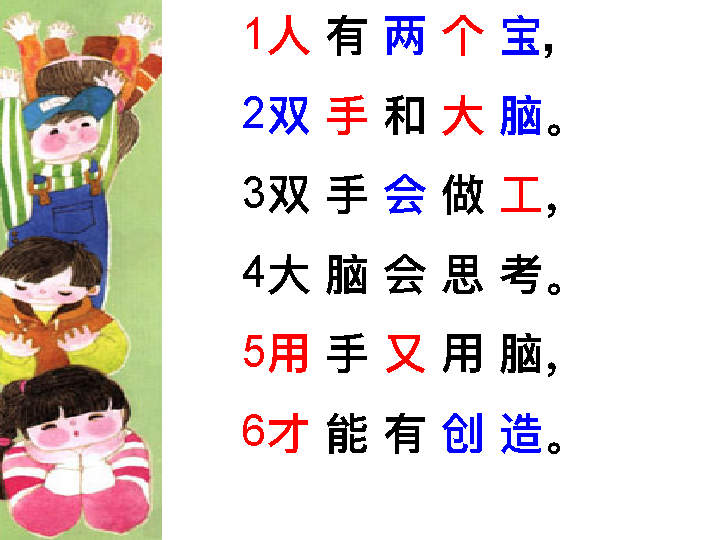 1人有两个宝，
2双手和大脑。
3双手会做工，
4大脑会思考。
5用手又用脑，
6才能有创造。